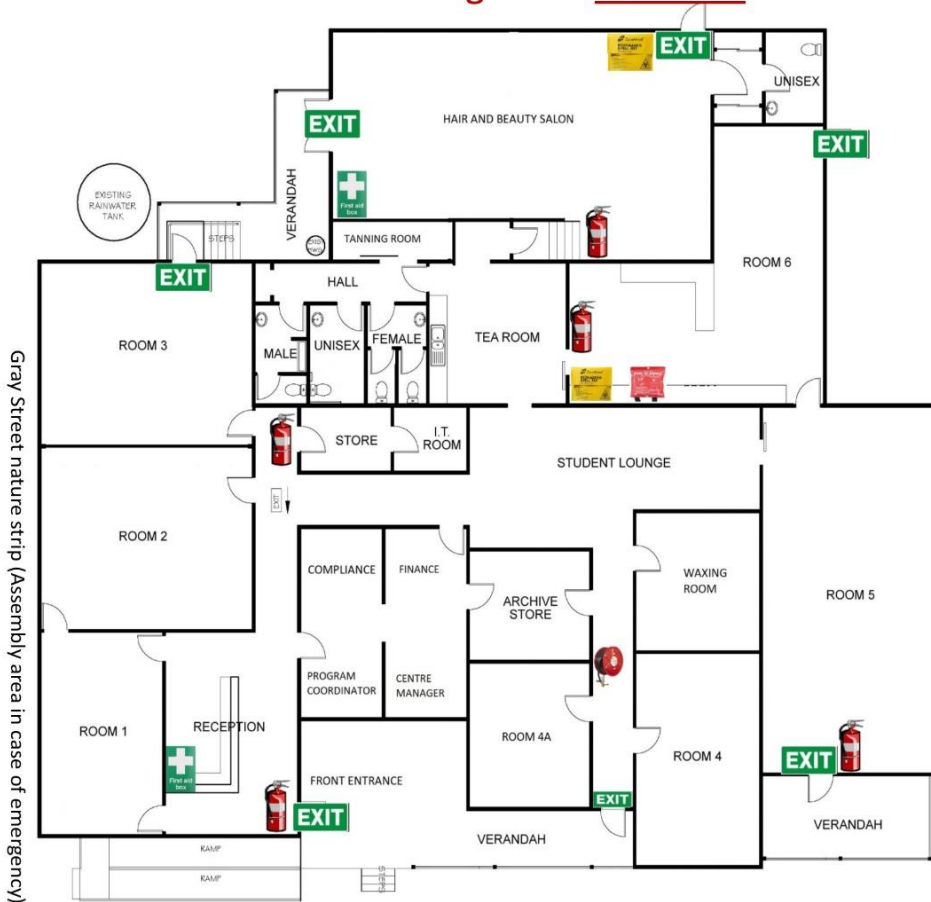 EXIT
UNISEX
EXIT
HAIR AND BEAUTY SALON
EXIT
EXISTING
RAINWATER
TANK
VERANDAH
First aid
box
STEPS
TANNING ROOM
EXIT
HALL
ROOM 6
ROOM 3
MALE
UNISEX
FEMALE
TEA ROOM
STORE
I.T.
ROOM
STUDENT LOUNGE
EXIT
ROOM 2
COMPLIANCE
FINANCE
WAXING
ROOM
ARCHIVE
STORE
ROOM 5
PROGRAM
COORDINATOR
CENTRE
MANAGER
ROOM 1
RECEPTION
ROOM 4A
ROOM 4
First aid
box
FRONT ENTRANCE
EXIT
EXIT
EXIT
VERANDAH
VERANDAH
RAMP
RAMP
STEPS
Gray Street nature strip (Assembly area in case of emergency)